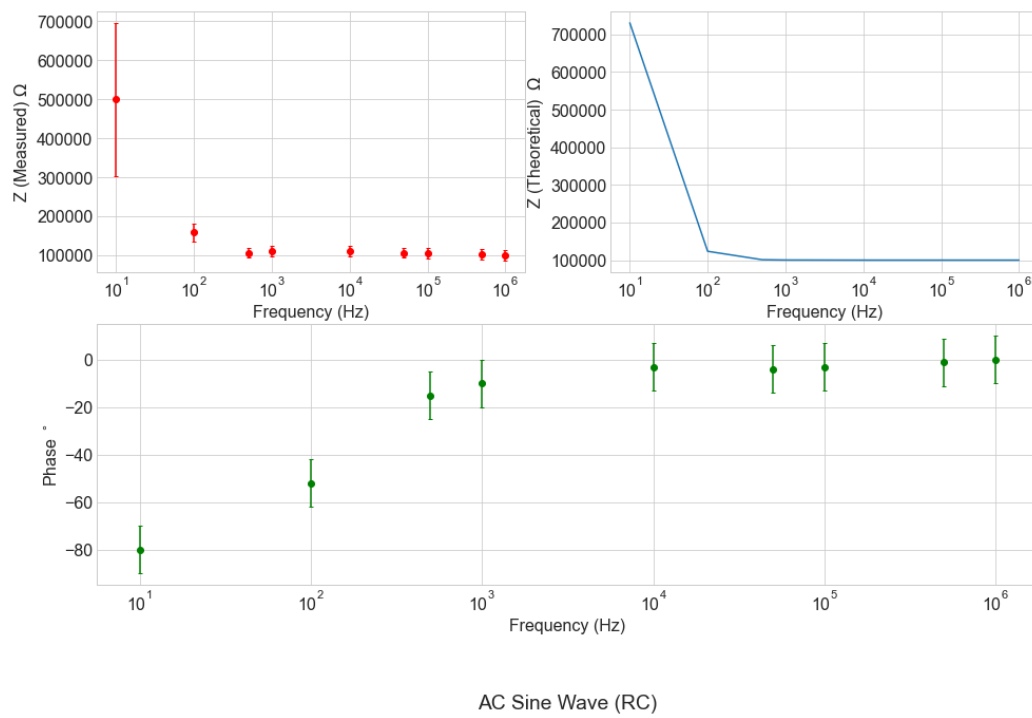 Z (Measured) Ω
700000
600000
500000
400000
300000
200000
100000
10¹ 10² 10³ 10⁴ 10⁵ 10⁶
Frequency (Hz)
Z (Theoretical) Ω
700000
600000
500000
400000
300000
200000
100000
10¹ 10² 10³ 10⁴ 10⁵ 10⁶
Frequency (Hz)
Phase °
0
−20
−40
−60
−80
10¹ 10² 10³ 10⁴ 10⁵ 10⁶
Frequency (Hz)
AC Sine Wave (RC)